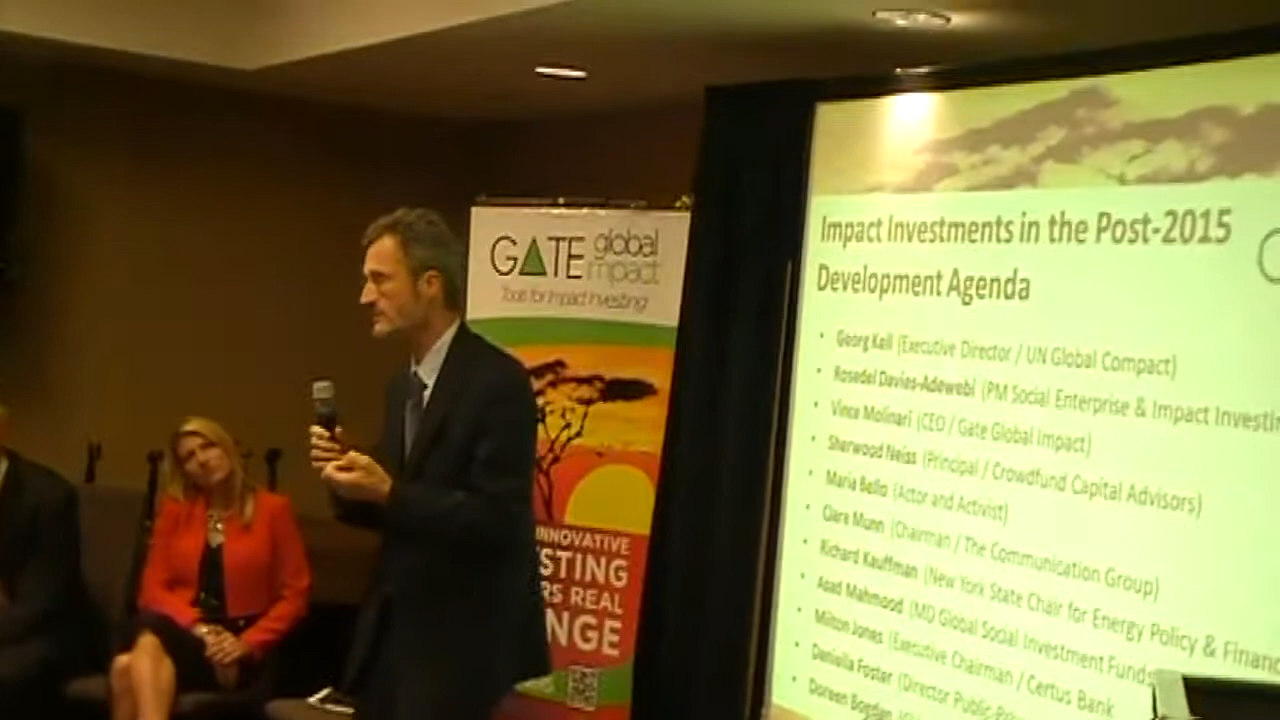 GATE global impact
Tools for Impact Investing
INNOVATIVE
STING
RS REAL
NGE
Impact Investments in the Post-2015
Development Agenda
• Georg Kell (Executive Director / UN Global Compact)
• Rosedel Davies-Adewebi (PM Social Enterprise & Impact Investin
• Vince Molinari (CEO / Gate Global Impact)
• Sherwood Neiss (Principal / Crowdfund Capital Advisors)
• Maria Bello (Actor and Activist)
• Clare Munn (Chairman / The Communication Group)
• Richard Kauffman (New York State Chair for Energy Policy & Financ
• Asad Mahmood (MD Global Social Investment Funds
• Milton Jones (Executive Chairman / Certus Bank
• Daniella Foster (Director Public-
• Doreen Bogdan